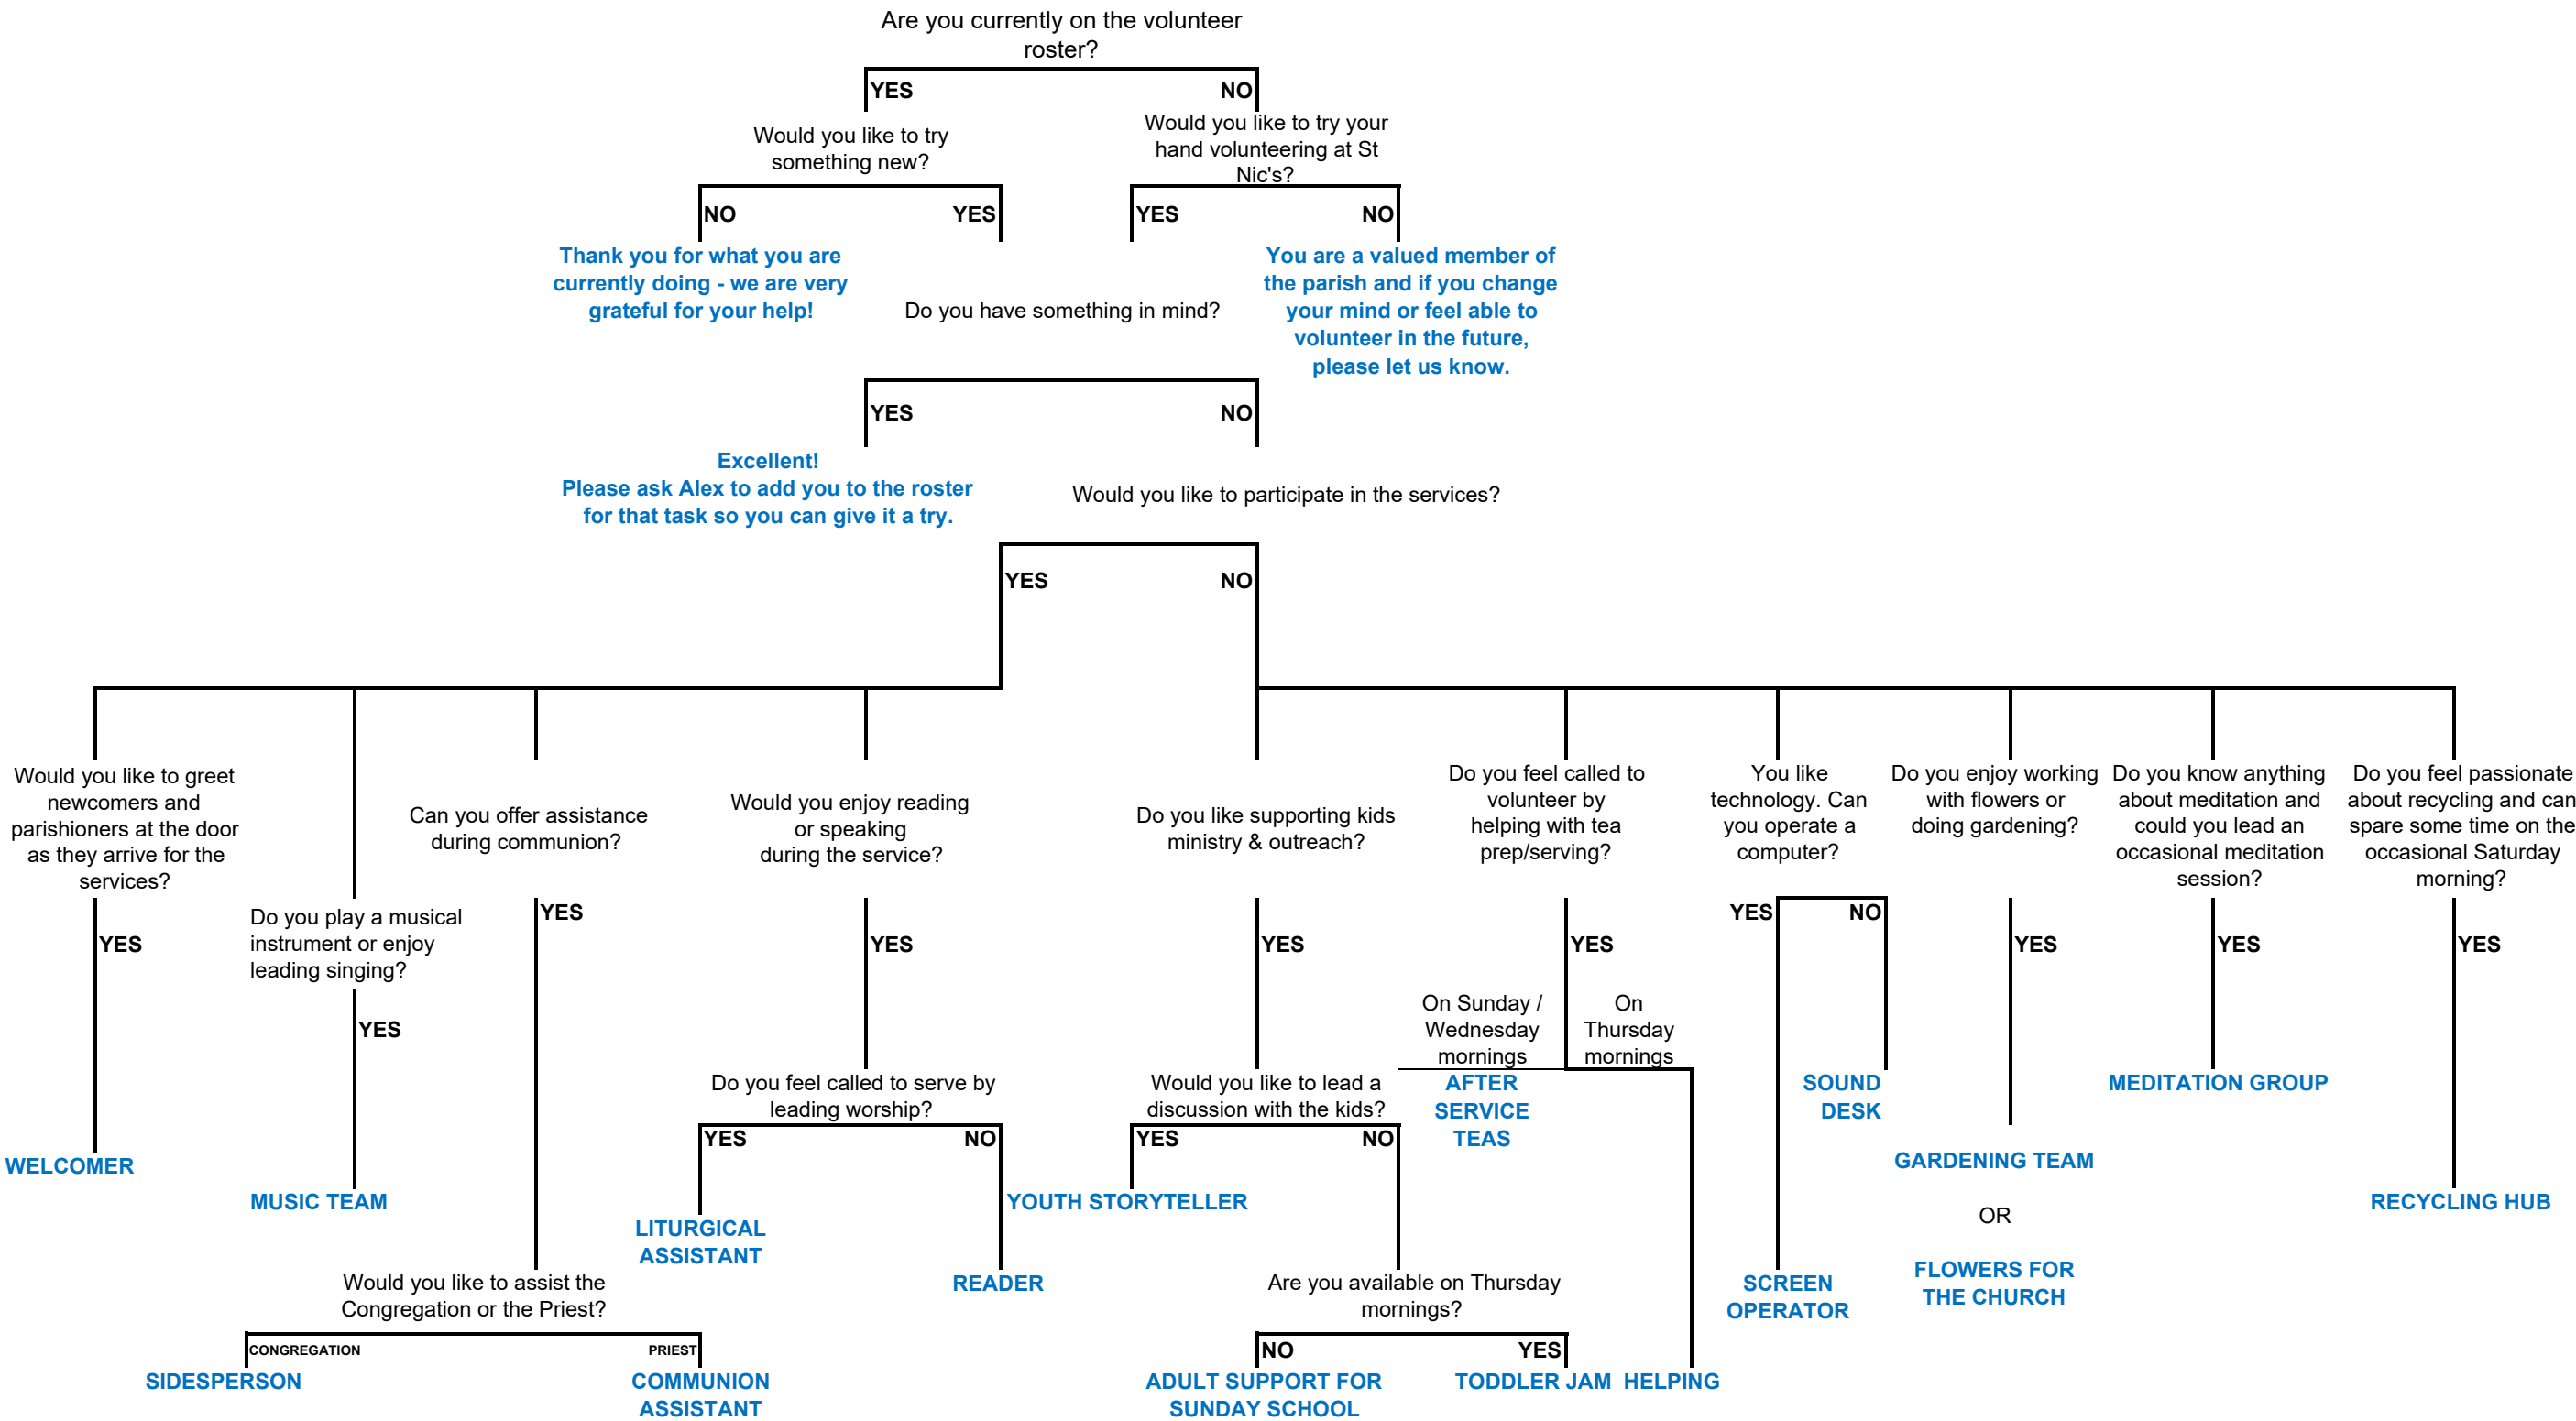 Are you currently on the volunteer
roster?
YES
NO
Would you like to try
something new?
Would you like to try your
hand volunteering at St
Nic's?
NO
YES
YES
NO
Thank you for what you are
currently doing - we are very
grateful for your help!
Do you have something in mind?
You are a valued member of
the parish and if you change
your mind or feel able to
volunteer in the future,
please let us know.
YES
NO
Excellent!
Please ask Alex to add you to the roster
for that task so you can give it a try.
Would you like to participate in the services?
YES
NO
Would you like to greet
newcomers and
parishioners at the door
as they arrive for the
services?
YES
WELCOMER
Do you play a musical
instrument or enjoy
leading singing?
YES
MUSIC TEAM
Can you offer assistance
during communion?
YES
Would you like to assist the
Congregation or the Priest?
CONGREGATION
PRIEST
SIDESPERSON
COMMUNION
ASSISTANT
Would you enjoy reading
or speaking
during the service?
YES
Do you feel called to serve by
leading worship?
YES
NO
LITURGICAL
ASSISTANT
READER
Do you like supporting kids
ministry & outreach?
YES
Would you like to lead a
discussion with the kids?
YES
NO
YOUTH STORYTELLER
Are you available on Thursday
mornings?
NO
YES
ADULT SUPPORT FOR
SUNDAY SCHOOL
TODDLER JAM HELPING
Do you feel called to
volunteer by
helping with tea
prep/serving?
YES
On Sunday /
Wednesday
mornings
On
Thursday
mornings
AFTER
SERVICE
TEAS
You like
technology. Can
you operate a
computer?
YES
NO
SOUND
DESK
SCREEN
OPERATOR
Do you enjoy working
with flowers or
doing gardening?
YES
GARDENING TEAM
OR
FLOWERS FOR
THE CHURCH
Do you know anything
about meditation and
could you lead an
occasional meditation
session?
YES
MEDITATION GROUP
Do you feel passionate
about recycling and can
spare some time on the
occasional Saturday
morning?
YES
RECYCLING HUB